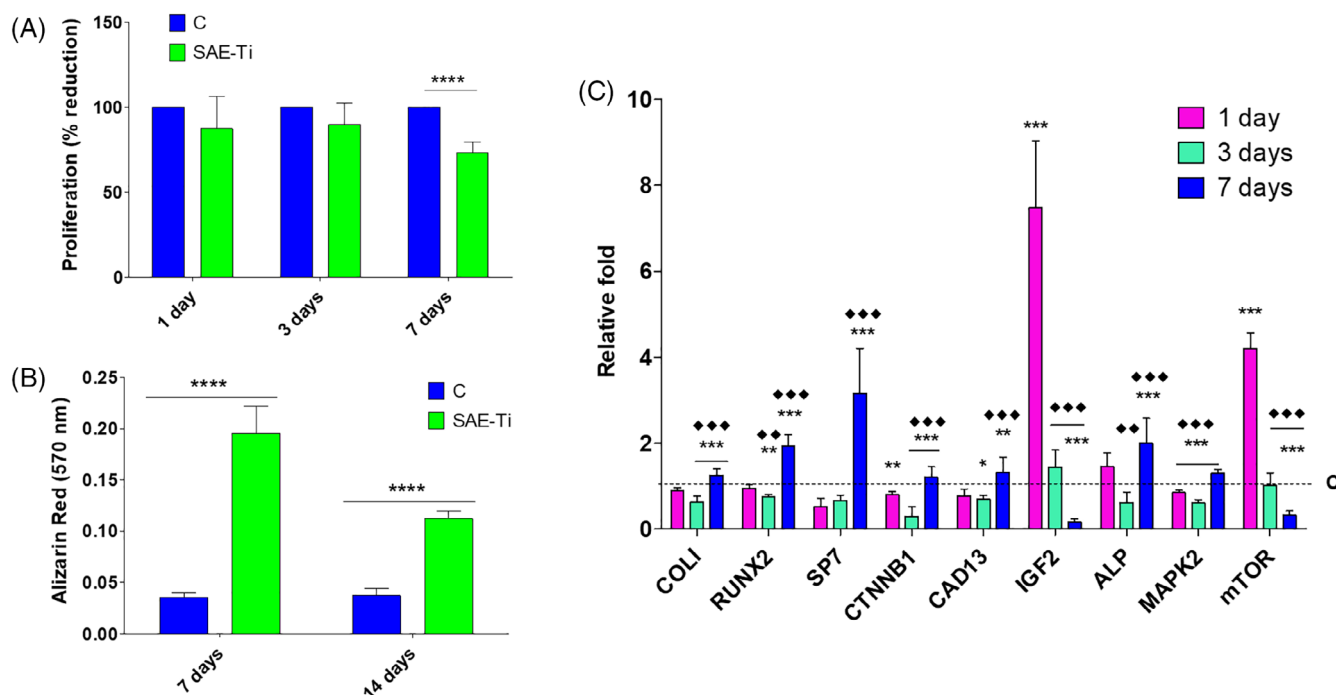 (A)
150
100
50
0
Proliferation (% reduction)
C
SAE-Ti
****
1 day
3 days
7 days
(B)
0.25
0.20
0.15
0.10
0.05
0.00
Alizarin Red (570 nm)
C
SAE-Ti
****
****
7 days
14 days
(C)
10
8
6
4
2
0
Relative fold
1 day
3 days
7 days
◆◆◆
***
◆◆
**
◆◆◆
***
◆◆◆
***
**
◆◆◆
***
*
◆◆◆
**
***
◆◆◆
***
◆◆
◆◆◆
***
◆◆◆
***
***
◆◆◆
***
COLI
RUNX2
SP7
CTNNB1
CAD13
IGF2
ALP
MAPK2
mTOR